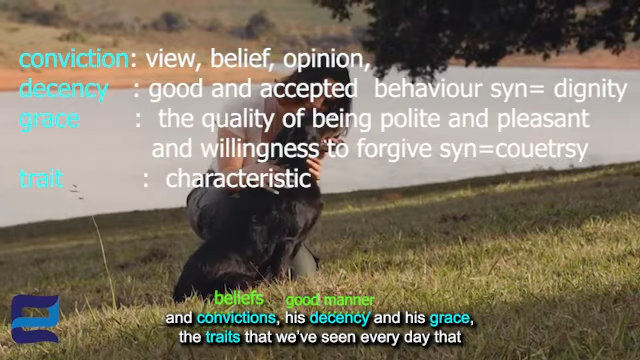 conviction: view, belief, opinion,
decency : good and accepted behaviour syn= dignity
grace : the quality of being polite and pleasant
and willingness to forgive syn=couetrsy
trait : characteristic
beliefs good manner
and convictions, his decency and his grace,
the traits that we've seen every day that